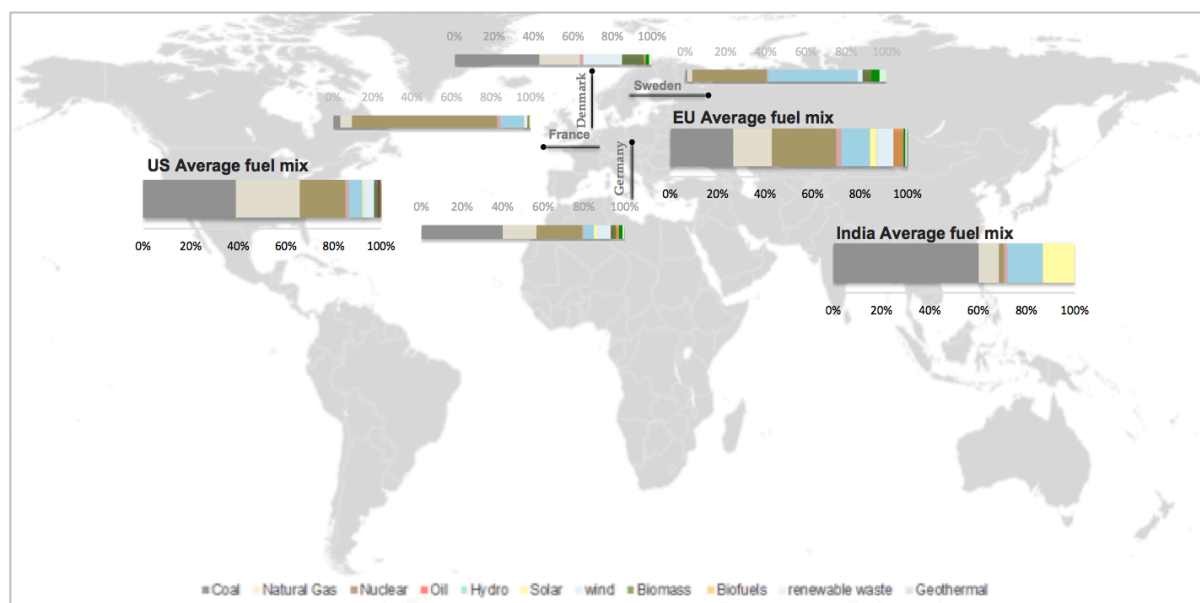 0% 20% 40% 60% 80% 100%
0% 20% 40% 60% 80% 100%
Denmark
Sweden
0% 20% 40% 60% 80% 100%
France
EU Average fuel mix
0% 20% 40% 60% 80% 100%
Germany
US Average fuel mix
0% 20% 40% 60% 80% 100%
0% 20% 40% 60% 80% 100%
India Average fuel mix
0% 20% 40% 60% 80% 100%
Coal Natural Gas Nuclear Oil Hydro Solar wind Biomass Biofuels renewable waste Geothermal